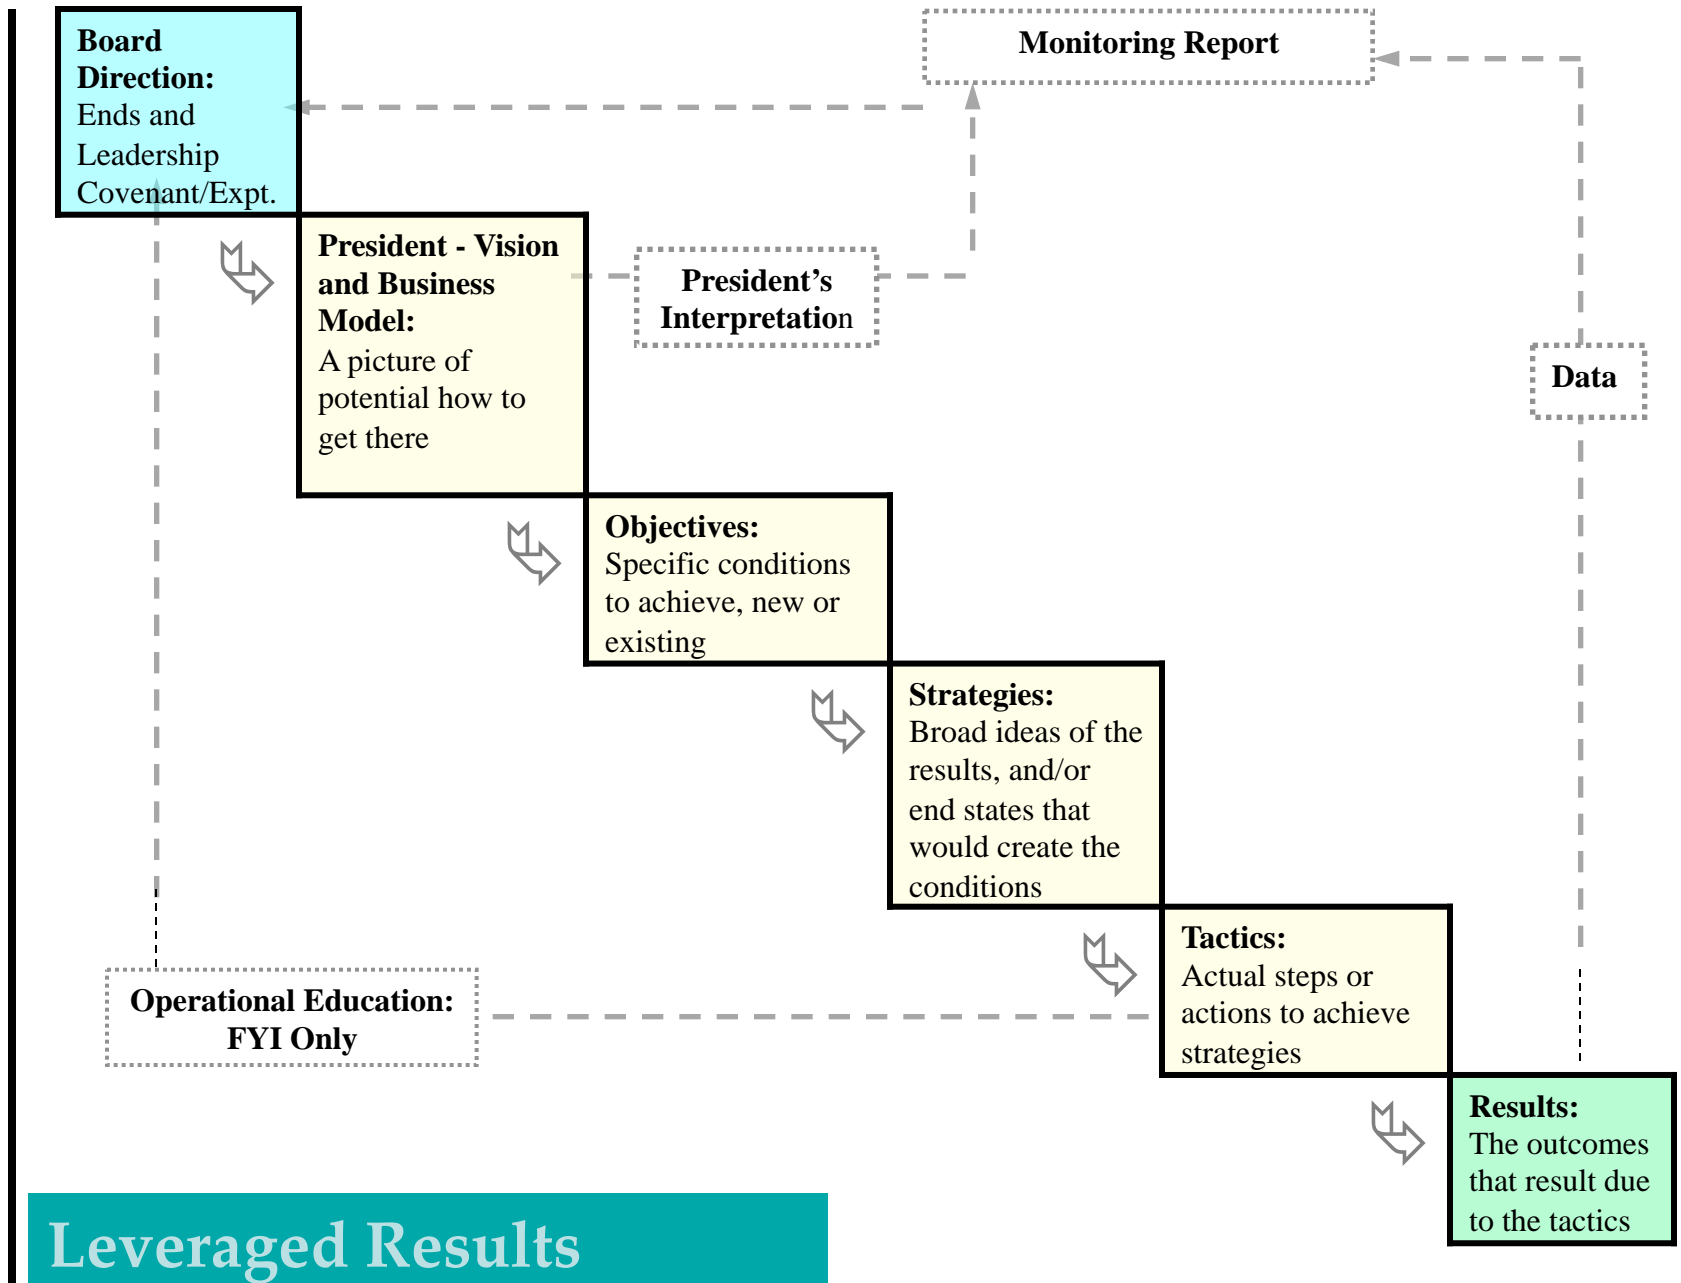 Board
Direction:
Ends and
Leadership
Covenant/Expt.
Monitoring Report
President - Vision
and Business
Model:
A picture of
potential how to
get there
President’s
Interpretation
Data
Objectives:
Specific conditions
to achieve, new or
existing
Strategies:
Broad ideas of the
results, and/or
end states that
would create the
conditions
Tactics:
Actual steps or
actions to achieve
strategies
Operational Education:
FYI Only
Results:
The outcomes
that result due
to the tactics
Leveraged Results